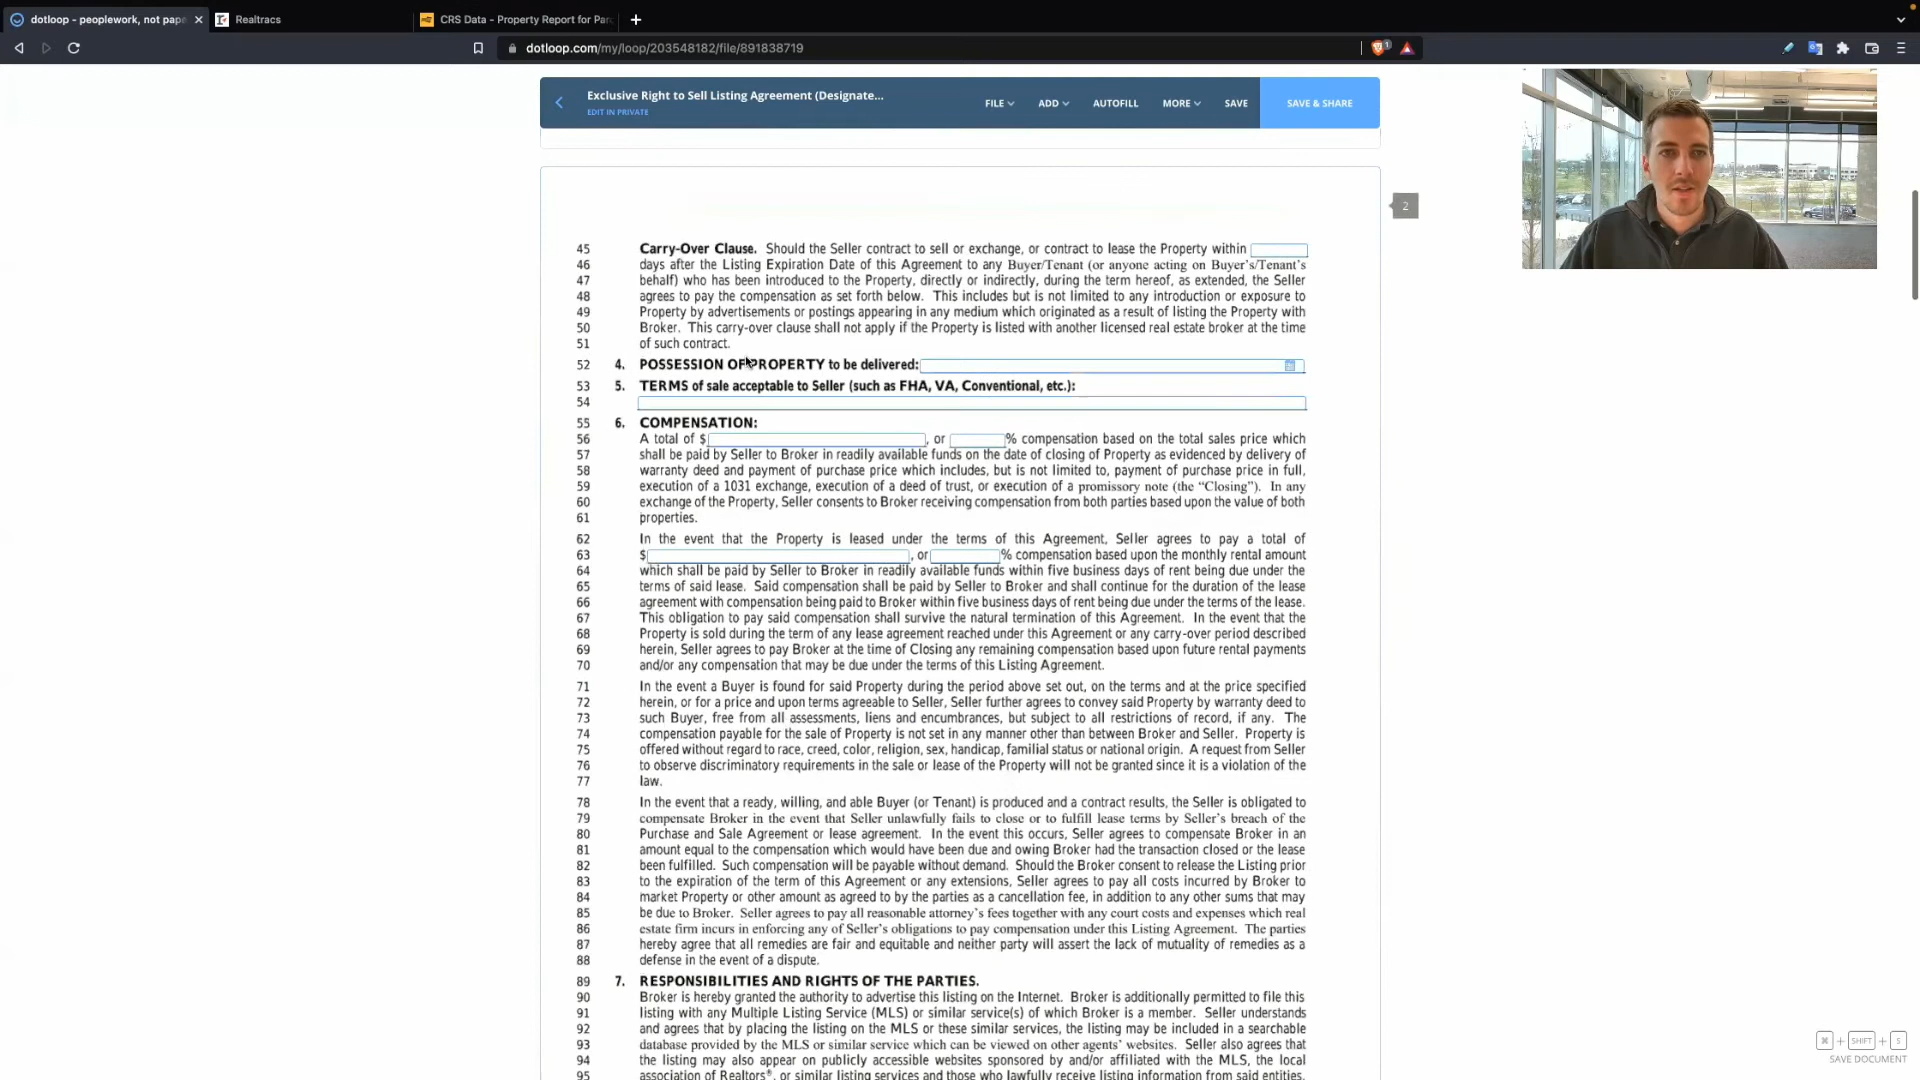 dotloop - peoplework, not pape
Realtracs
CRS Data - Property Report for Par
dotloop.com/my/loop/203548182/file/891838719
1
Exclusive Right to Sell Listing Agreement (Designate...
EDIT IN PRIVATE
FILE
ADD
AUTOFILL
MORE
SAVE
SAVE & SHARE
2
45 Carry-Over Clause. Should the Seller contract to sell or exchange, or contract to lease the Property within
46 days after the Listing Expiration Date of this Agreement to any Buyer/Tenant (or anyone acting on Buyer's/Tenant's
47 behalf) who has been introduced to the Property, directly or indirectly, during the term hereof, as extended, the Seller
48 agrees to pay the compensation as set forth below. This includes but is not limited to any introduction or exposure to
49 Property by advertisements or postings appearing in any medium which originated as a result of listing the Property with
50 Broker. This carry-over clause shall not apply if the Property is listed with another licensed real estate broker at the time
51 of such contract.
52 4. POSSESSION OF PROPERTY to be delivered:
53 5. TERMS of sale acceptable to Seller (such as FHA, VA, Conventional, etc.):
54
55 6. COMPENSATION:
56 A total of $ , or % compensation based on the total sales price which
57 shall be paid by Seller to Broker in readily available funds on the date of closing of Property as evidenced by delivery of
58 warranty deed and payment of purchase price which includes, but is not limited to, payment of purchase price in full,
59 execution of a 1031 exchange, execution of a deed of trust, or execution of a promissory note (the “Closing”). In any
60 exchange of the Property, Seller consents to Broker receiving compensation from both parties based upon the value of both
61 properties.
62 In the event that the Property is leased under the terms of this Agreement, Seller agrees to pay a total of
63 $ , or % compensation based upon the monthly rental amount
64 which shall be paid by Seller to Broker in readily available funds within five business days of rent being due under the
65 terms of said lease. Said compensation shall be paid by Seller to Broker and shall continue for the duration of the lease
66 agreement with compensation being paid to Broker within five business days of rent being due under the terms of the lease.
67 This obligation to pay said compensation shall survive the natural termination of this Agreement. In the event that the
68 Property is sold during the term of any lease agreement reached under this Agreement or any carry-over period described
69 herein, Seller agrees to pay Broker at the time of Closing any remaining compensation based upon future rental payments
70 and/or any compensation that may be due under the terms of this Listing Agreement.
71 In the event a Buyer is found for said Property during the period above set out, on the terms and at the price specified
72 herein, or for a price and upon terms agreeable to Seller, Seller further agrees to convey said Property by warranty deed to
73 such Buyer, free from all assessments, liens and encumbrances, but subject to all restrictions of record, if any. The
74 compensation payable for the sale of Property is not set in any manner other than between Broker and Seller. Property is
75 offered without regard to race, creed, color, religion, sex, handicap, familial status or national origin. A request from Seller
76 to observe discriminatory requirements in the sale or lease of the Property will not be granted since it is a violation of the
77 law.
78 In the event that a ready, willing, and able Buyer (or Tenant) is produced and a contract results, the Seller is obligated to
79 compensate Broker in the event that Seller unlawfully fails to close or to fulfill lease terms by Seller’s breach of the
80 Purchase and Sale Agreement or lease agreement. In the event this occurs, Seller agrees to compensate Broker in an
81 amount equal to the compensation which would have been due and owing Broker had the transaction closed or the lease
82 been fulfilled. Such compensation will be payable without demand. Should the Broker consent to release the Listing prior
83 to the expiration of the term of this Agreement or any extensions, Seller agrees to pay all costs incurred by Broker to
84 market Property or other amount as agreed to by the parties as a cancellation fee, in addition to any other sums that may
85 be due to Broker. Seller agrees to pay all reasonable attorney’s fees together with any court costs and expenses which real
86 estate firm incurs in enforcing any of Seller’s obligations to pay compensation under this Listing Agreement. The parties
87 hereby agree that all remedies are fair and equitable and neither party will assert the lack of mutuality of remedies as a
88 defense in the event of a dispute.
89 7. RESPONSIBILITIES AND RIGHTS OF THE PARTIES.
90 Broker is hereby granted the authority to advertise this listing on the Internet. Broker is additionally permitted to file this
91 listing with any Multiple Listing Service (MLS) or similar service(s) of which Broker is a member. Seller understands
92 and agrees that by placing the listing on the MLS or these similar services, the listing may be included in a searchable
93 database provided by the MLS or similar service which can be viewed on other agents’ websites. Seller also agrees that
94 the listing may also appear on publicly accessible websites sponsored by and/or affiliated with the MLS, the local
95 association of Realtors®, or similar listing services and those who lawfully receive listing information from said entities.
⌘ + SHIFT + S
SAVE DOCUMENT